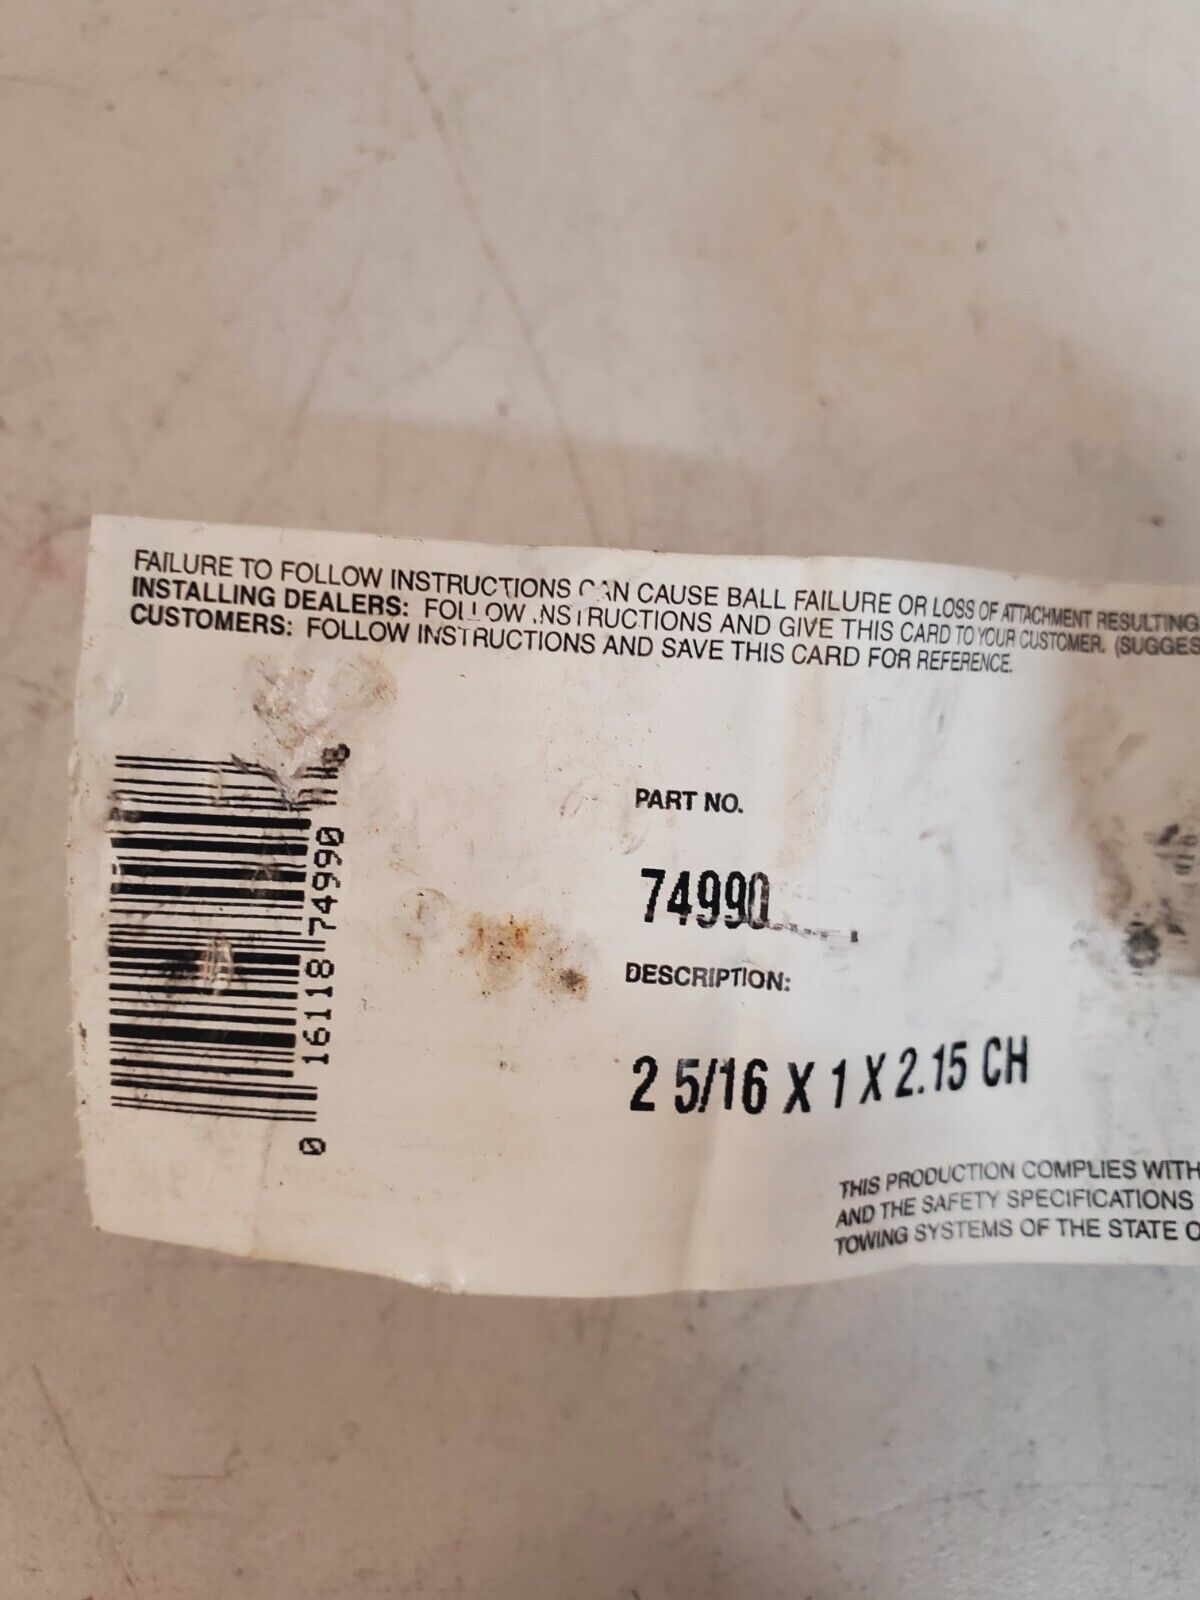 FAILURE TO FOLLOW INSTRUCTIONS CAN CAUSE BALL FAILURE OR LOSS OF ATTACHMENT RESULTING
INSTALLING DEALERS: FOLLOW INSTRUCTIONS AND GIVE THIS CARD TO YOUR CUSTOMER. (SUGGES
CUSTOMERS: FOLLOW INSTRUCTIONS AND SAVE THIS CARD FOR REFERENCE.
0 16118 74990 8
PART NO.
74990
DESCRIPTION:
2 5/16 X 1 X 2.15 CH
THIS PRODUCTION COMPLIES WITH
AND THE SAFETY SPECIFICATIONS
TOWING SYSTEMS OF THE STATE O